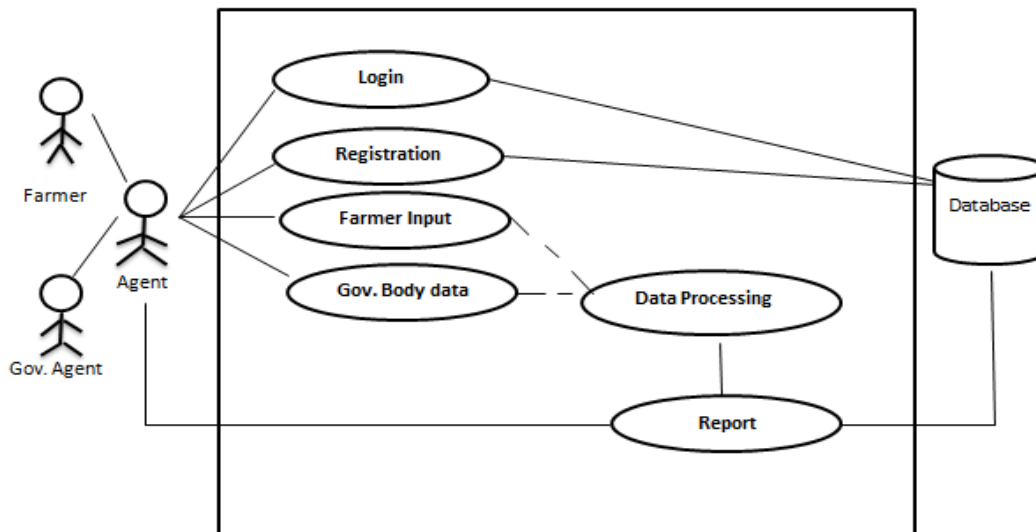 Login
Registration
Farmer
Farmer Input
Database
Agent
Gov. Body data
Data Processing
Gov. Agent
Report